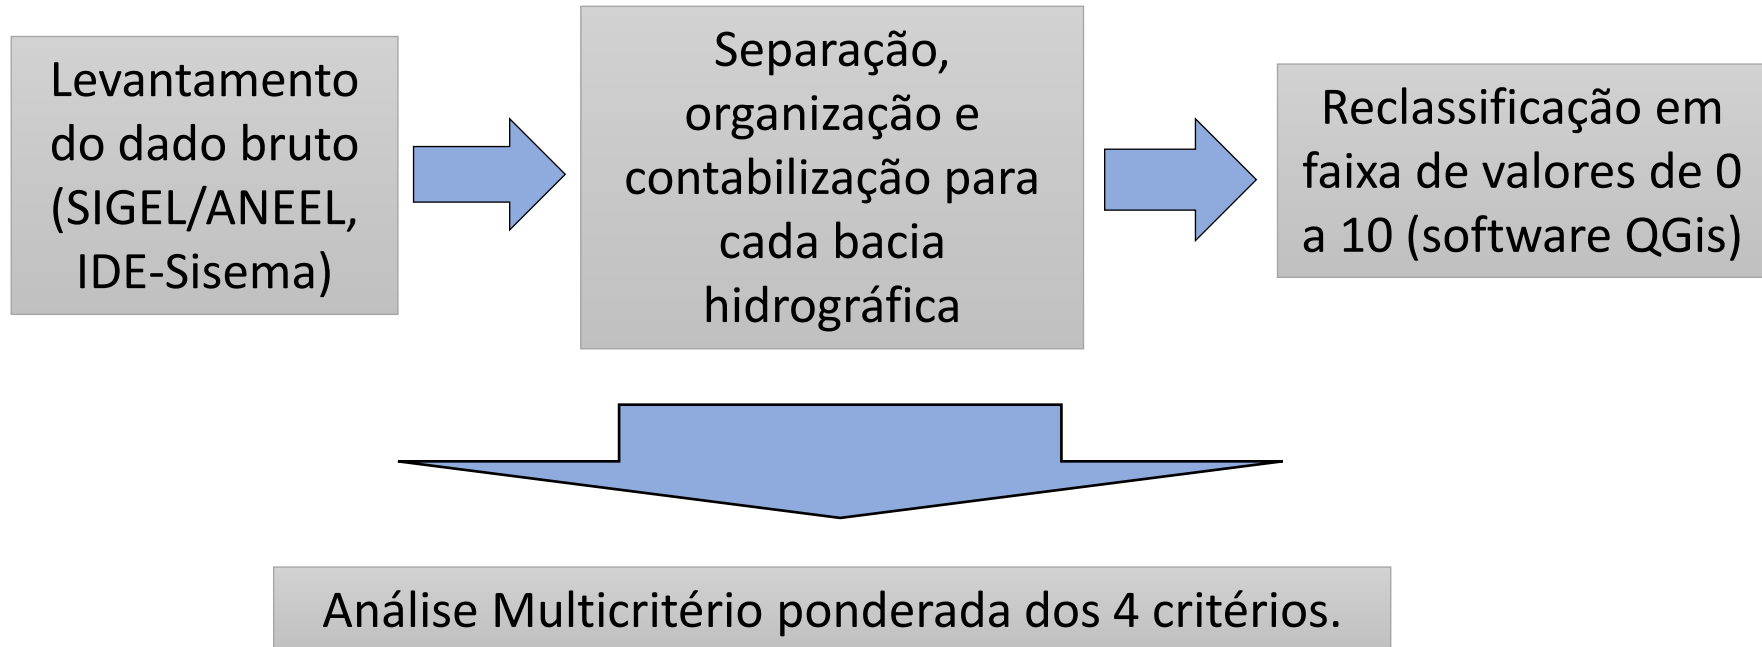 Levantamento
do dado bruto
(SIGEL/ANEEL,
IDE-Sisema)
Separação,
organização e
contabilização para
cada bacia
hidrográfica
Reclassificação em
faixa de valores de 0
a 10 (software QGis)
Análise Multicritério ponderada dos 4 critérios.